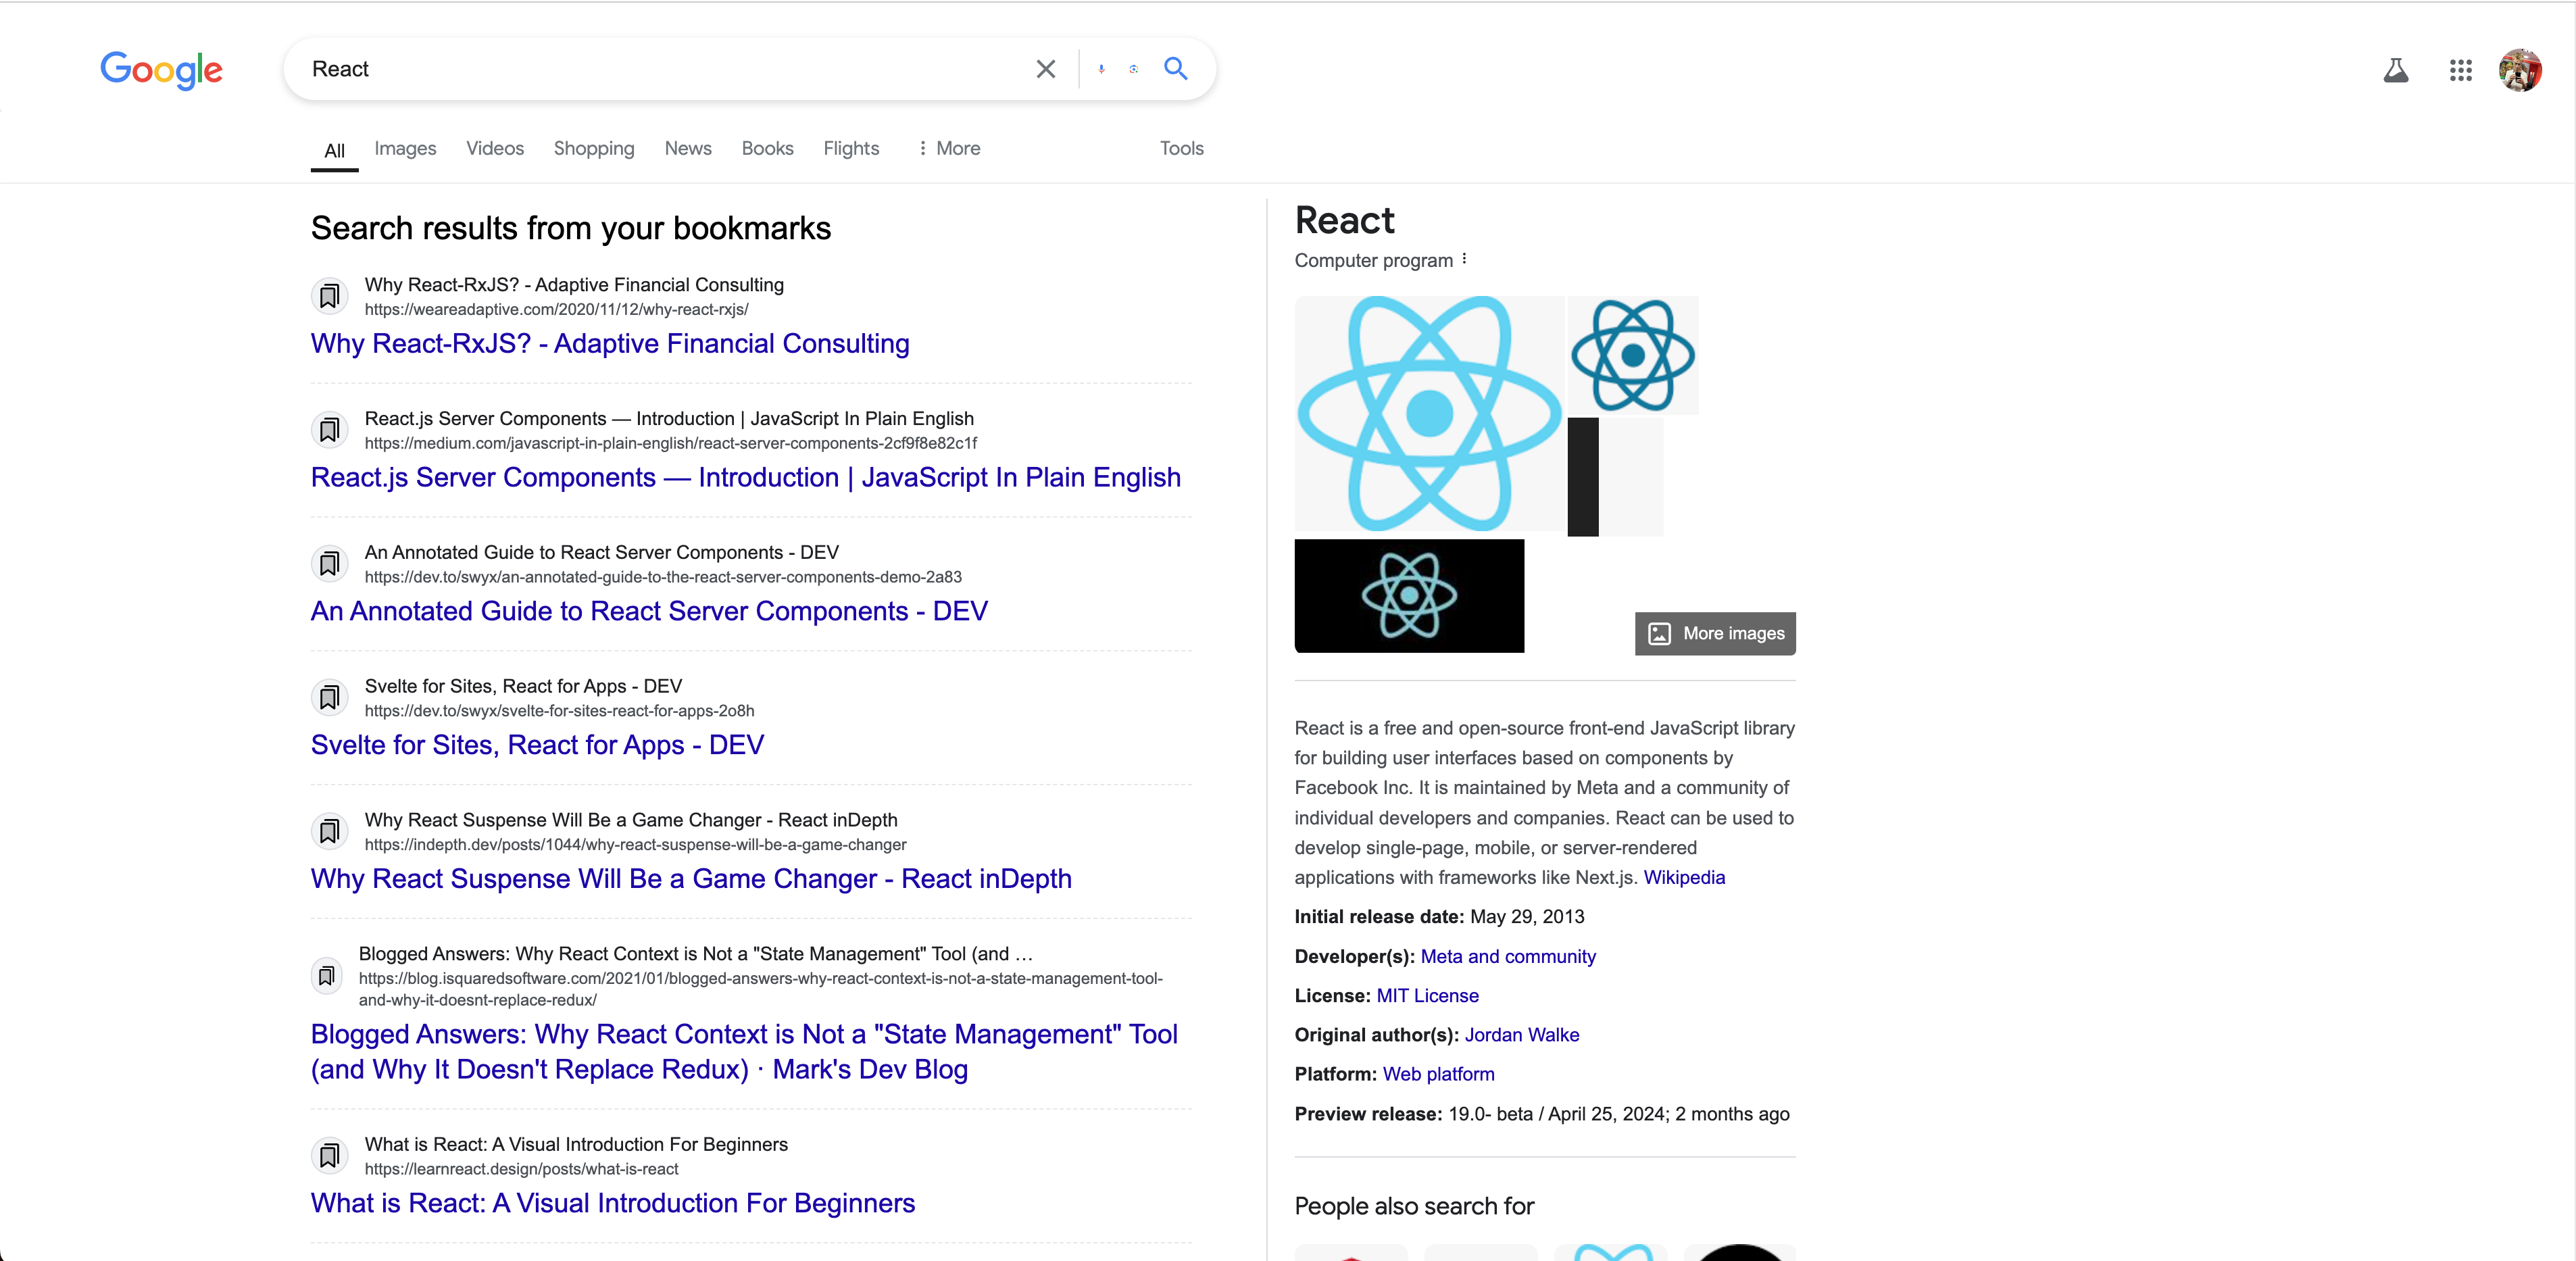 Google
React
All Images Videos Shopping News Books Flights More Tools
Search results from your bookmarks
Why React-RxJS? - Adaptive Financial Consulting
https://weareadaptive.com/2020/11/12/why-react-rxjs/
Why React-RxJS? - Adaptive Financial Consulting
React.js Server Components — Introduction | JavaScript In Plain English
https://medium.com/javascript-in-plain-english/react-server-components-2cf9f8e82c1f
React.js Server Components — Introduction | JavaScript In Plain English
An Annotated Guide to React Server Components - DEV
https://dev.to/swyx/an-annotated-guide-to-the-react-server-components-demo-2a83
An Annotated Guide to React Server Components - DEV
Svelte for Sites, React for Apps - DEV
https://dev.to/swyx/svelte-for-sites-react-for-apps-2o8h
Svelte for Sites, React for Apps - DEV
Why React Suspense Will Be a Game Changer - React inDepth
https://indepth.dev/posts/1044/why-react-suspense-will-be-a-game-changer
Why React Suspense Will Be a Game Changer - React inDepth
Blogged Answers: Why React Context is Not a "State Management" Tool (and …
https://blog.isquaredsoftware.com/2021/01/blogged-answers-why-react-context-is-not-a-state-management-tool-
and-why-it-doesnt-replace-redux/
Blogged Answers: Why React Context is Not a "State Management" Tool
(and Why It Doesn't Replace Redux) · Mark's Dev Blog
What is React: A Visual Introduction For Beginners
https://learnreact.design/posts/what-is-react
What is React: A Visual Introduction For Beginners
React
Computer program
More images
React is a free and open-source front-end JavaScript library
for building user interfaces based on components by
Facebook Inc. It is maintained by Meta and a community of
individual developers and companies. React can be used to
develop single-page, mobile, or server-rendered
applications with frameworks like Next.js. Wikipedia
Initial release date: May 29, 2013
Developer(s): Meta and community
License: MIT License
Original author(s): Jordan Walke
Platform: Web platform
Preview release: 19.0- beta / April 25, 2024; 2 months ago
People also search for